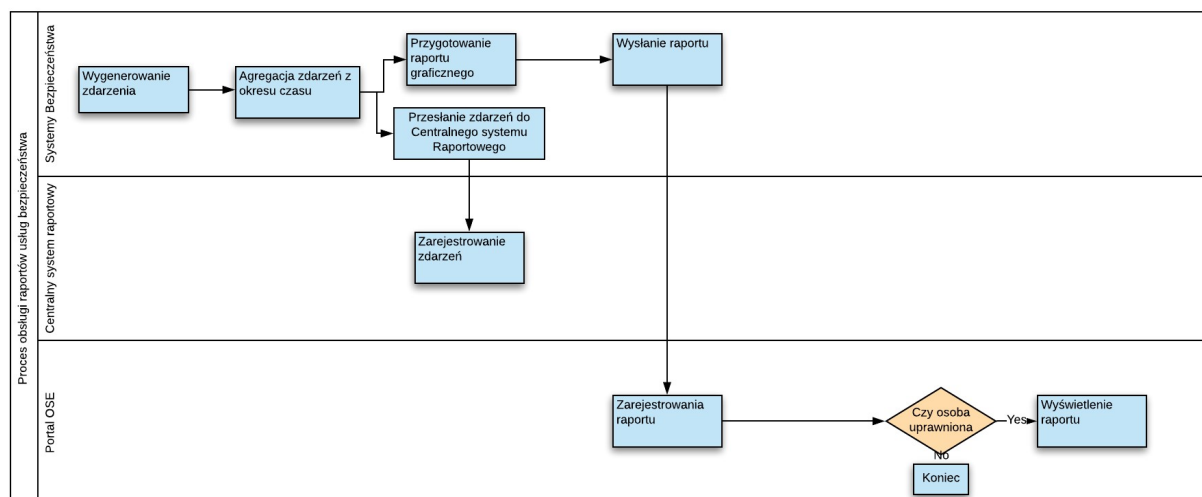 Proces obsługi raportów usług bezpieczeństwa
Systemy Bezpieczeństwa
Wygenerowanie
zdarzenia
Agregacja zdarzeń z
okresu czasu
Przygotowanie
raportu
graficznego
Wysłanie raportu
Przesłanie zdarzeń do
Centralnego systemu
Raportowego
Centralny system raportowy
Zarejestrowanie
zdarzeń
Portal OSE
Zarejestrowania
raportu
Czy osoba
uprawniona
Yes
Wyświetlenie
raportu
No
Koniec